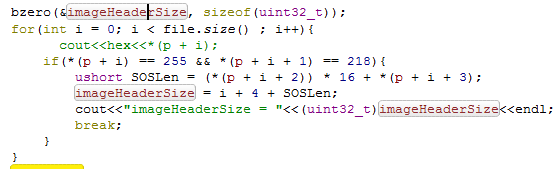 bzero(&imageHeaderSize, sizeof(uint32_t));
for(int i = 0; i < file.size() ; i++){
cout<<hex<<*(p + i);
if(*(p + i) == 255 && *(p + i + 1) == 218){
ushort SOSLen = (*(p + i + 2)) * 16 + *(p + i + 3);
imageHeaderSize = i + 4 + SOSLen;
cout<<"imageHeaderSize = "<<(uint32_t)imageHeaderSize<<endl;
break;
}
}